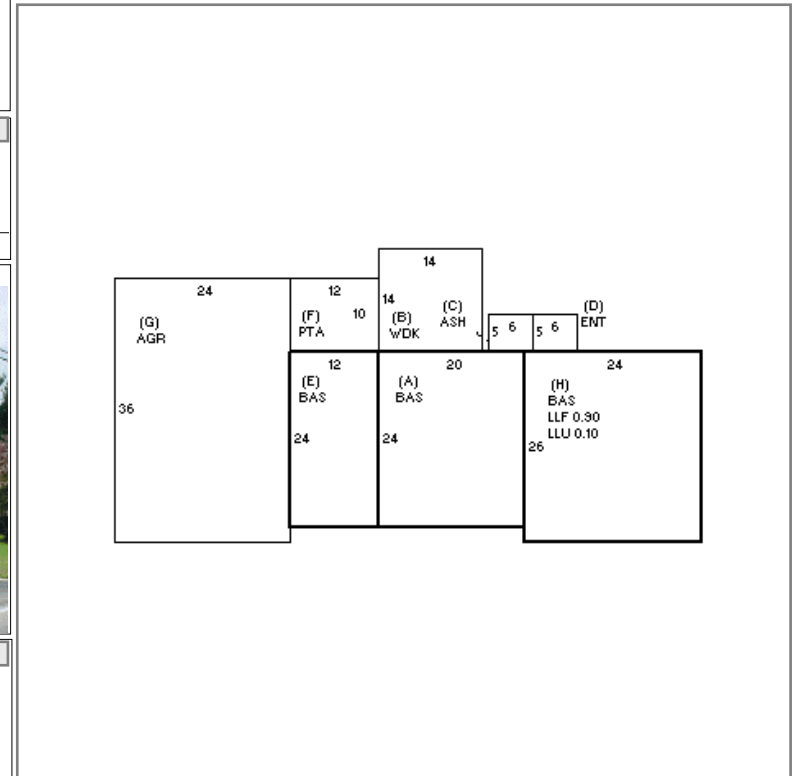 14
24
12
14
(C)
(D)
(F)
10
(B)
(G)
ASH
5
6
5
6
ENT
PTA
WDK
AGR
12
20
24
(E)
(A)
(H)
BAS
BAS
BAS
36
LLF 0.90
LLU 0.10
24
24
26